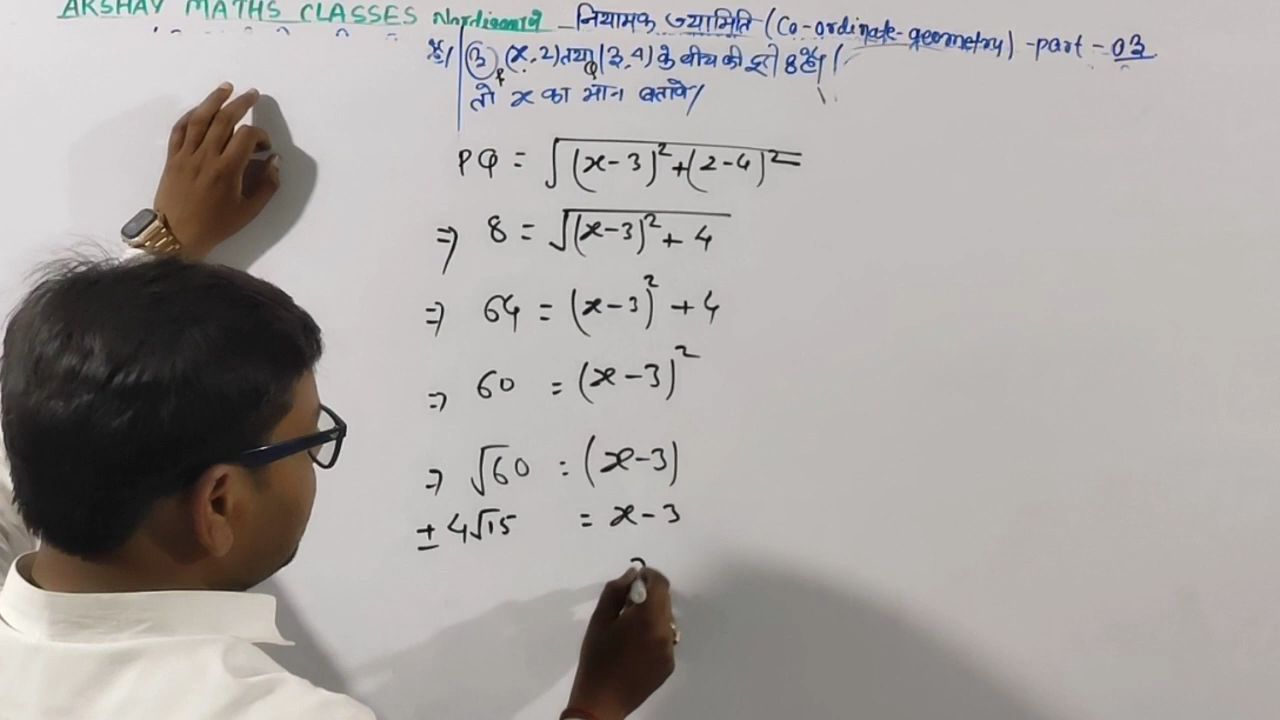 AKSHAY MATHS CLASSES नियामक ज्यामिति (Co-ordinate-geometry) -part - 03
है। ③ (x, 2) तथा (3, 4) के बीच की दूरी 8 है।
P Q
तो x का मान बतावें।
PQ = √(x-3)²+(2-4)²
⇒ 8 = √(x-3)² + 4
⇒ 64 = (x-3)² + 4
⇒ 60 = (x-3)²
⇒ √60 = (x-3)
± 4√15 = x-3